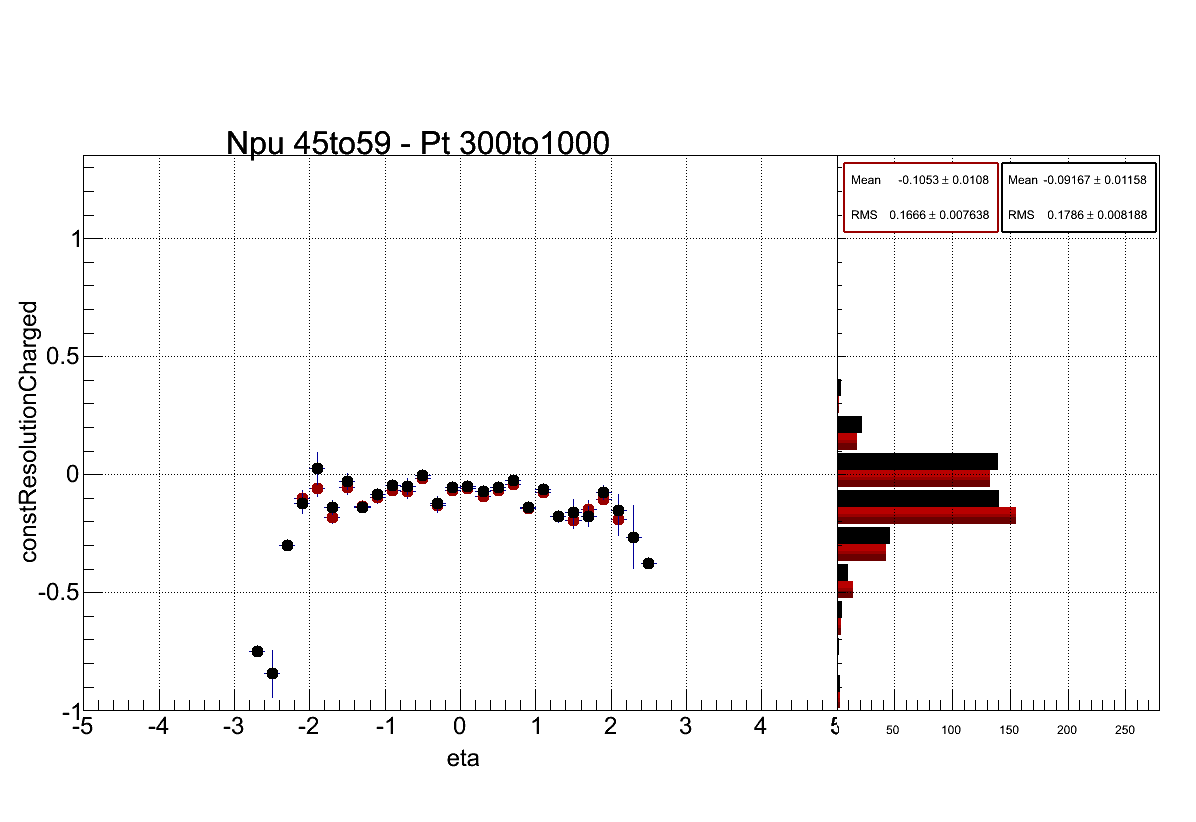 Npu 45to59 - Pt 300to1000
Mean -0.1053 ± 0.0108
RMS 0.1666 ± 0.007638
Mean -0.09167 ± 0.01158
RMS 0.1786 ± 0.008188
constResolutionCharged
1
0.5
0
-0.5
-1
-5 -4 -3 -2 -1 0 1 2 3 4
50 100 150 200 250
eta